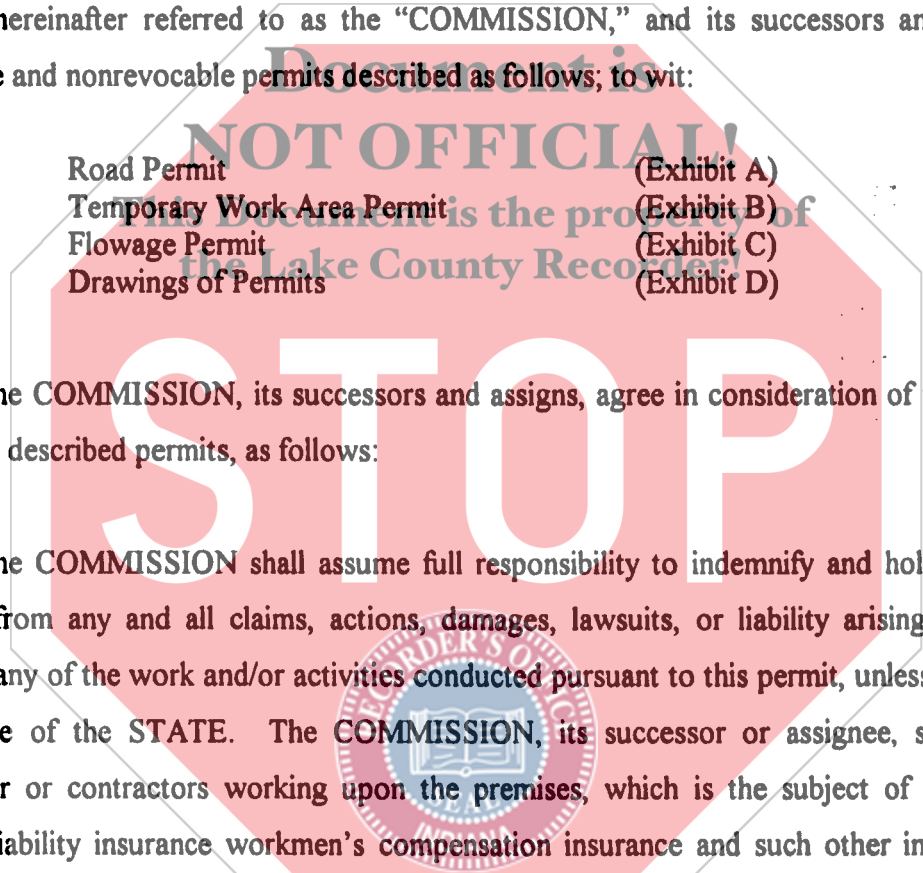 hereinafter referred to as the “COMMISSION,” and its successors an
e and nonrevocable permits described as follows; to wit:
Document is
NOT OFFICIAL!
This Document is the property of
the Lake County Recorder!
Road Permit (Exhibit A)
Temporary Work Area Permit (Exhibit B)
Flowage Permit (Exhibit C)
Drawings of Permits (Exhibit D)
STOP
he COMMISSION, its successors and assigns, agree in consideration of
described permits, as follows:
he COMMISSION shall assume full responsibility to indemnify and hol
from any and all claims, actions, damages, lawsuits, or liability arising
any of the work and/or activities conducted pursuant to this permit, unless
e of the STATE. The COMMISSION, its successor or assignee, s
r or contractors working upon the premises, which is the subject of
iability insurance workmen's compensation insurance and such other in
RECORDER'S OFFICE
SEAL
INDIANA